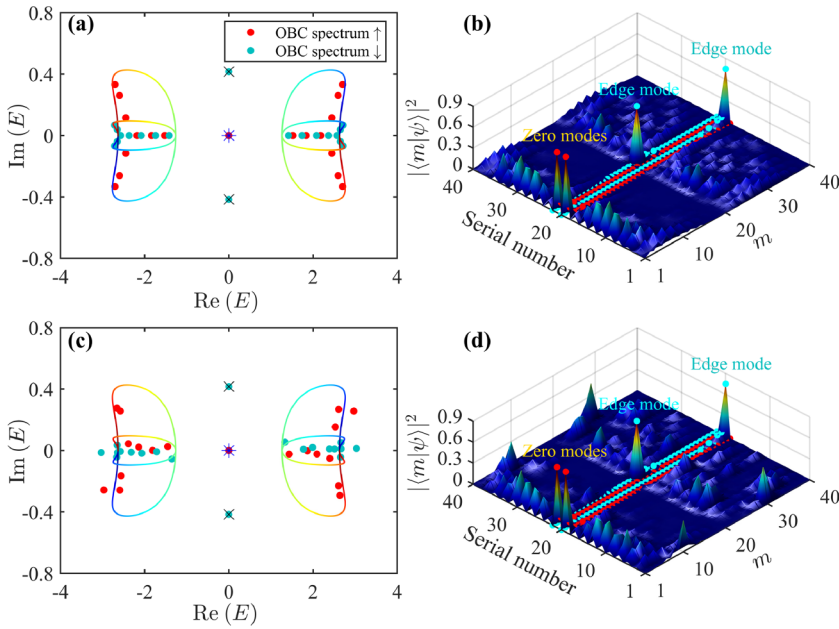 (a)
OBC spectrum ↑
OBC spectrum ↓
Im (E)
0.8
0.4
0
-0.4
-0.8
-4
-2
0
2
4
Re (E)
(b)
Edge mode
Edge mode
Zero modes
|⟨m|ψ⟩|²
0.9
0.6
0.3
0
40
30
20
10
1
Serial number
1
10
20
30
40
m
(c)
Im (E)
0.8
0.4
0
-0.4
-0.8
-4
-2
0
2
4
Re (E)
(d)
Edge mode
Edge mode
Zero modes
|⟨m|ψ⟩|²
0.9
0.6
0.3
0
40
30
20
10
1
Serial number
1
10
20
30
40
m